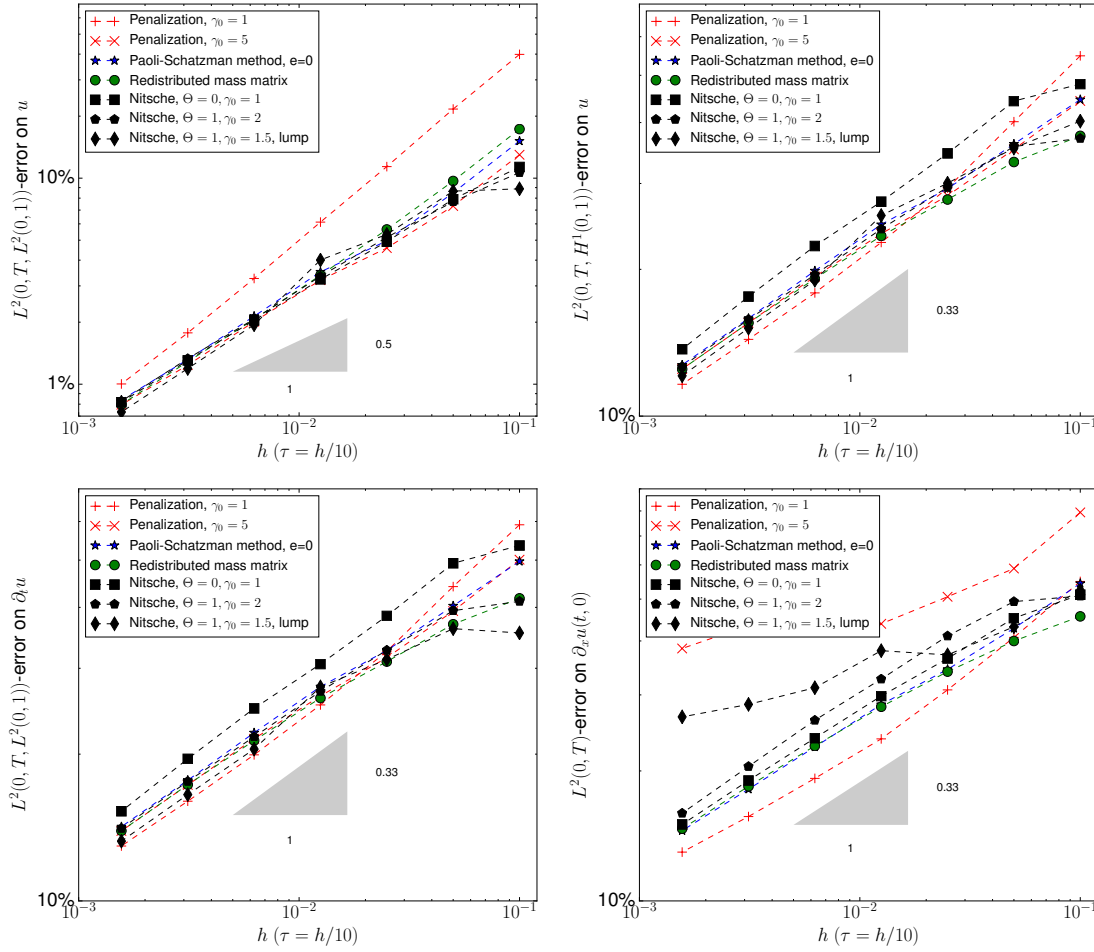 Penalization, γ₀ = 1
Penalization, γ₀ = 5
Paoli-Schatzman method, e=0
Redistributed mass matrix
Nitsche, Θ = 0, γ₀ = 1
Nitsche, Θ = 1, γ₀ = 2
Nitsche, Θ = 1, γ₀ = 1.5, lump
L²(0, T, L²(0, 1))-error on u
10%
1%
0.5
1
10⁻³
10⁻²
10⁻¹
h (τ = h/10)
Penalization, γ₀ = 1
Penalization, γ₀ = 5
Paoli-Schatzman method, e=0
Redistributed mass matrix
Nitsche, Θ = 0, γ₀ = 1
Nitsche, Θ = 1, γ₀ = 2
Nitsche, Θ = 1, γ₀ = 1.5, lump
L²(0, T, H¹(0, 1))-error on u
10%
0.33
1
10⁻³
10⁻²
10⁻¹
h (τ = h/10)
Penalization, γ₀ = 1
Penalization, γ₀ = 5
Paoli-Schatzman method, e=0
Redistributed mass matrix
Nitsche, Θ = 0, γ₀ = 1
Nitsche, Θ = 1, γ₀ = 2
Nitsche, Θ = 1, γ₀ = 1.5, lump
L²(0, T, L²(0, 1))-error on ∂ₜu
10%
0.33
1
10⁻³
10⁻²
10⁻¹
h (τ = h/10)
Penalization, γ₀ = 1
Penalization, γ₀ = 5
Paoli-Schatzman method, e=0
Redistributed mass matrix
Nitsche, Θ = 0, γ₀ = 1
Nitsche, Θ = 1, γ₀ = 2
Nitsche, Θ = 1, γ₀ = 1.5, lump
L²(0, T)-error on ∂ₓu(t, 0)
10%
0.33
1
10⁻³
10⁻²
10⁻¹
h (τ = h/10)